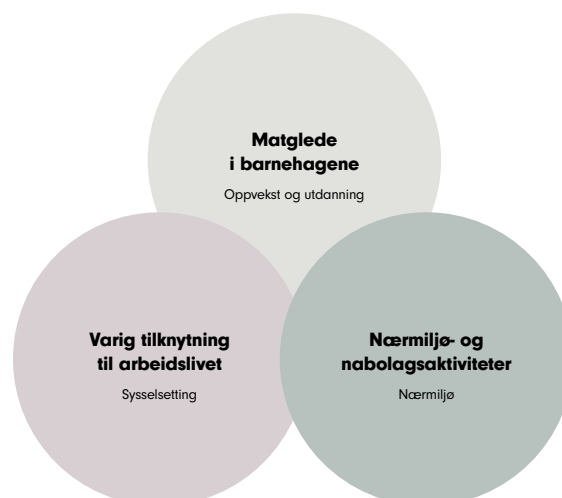 Matglede
i barnehagene
Oppvekst og utdanning
Varig tilknytning
til arbeidslivet
Sysselsetting
Nærmiljø- og
nabolagsaktiviteter
Nærmiljø